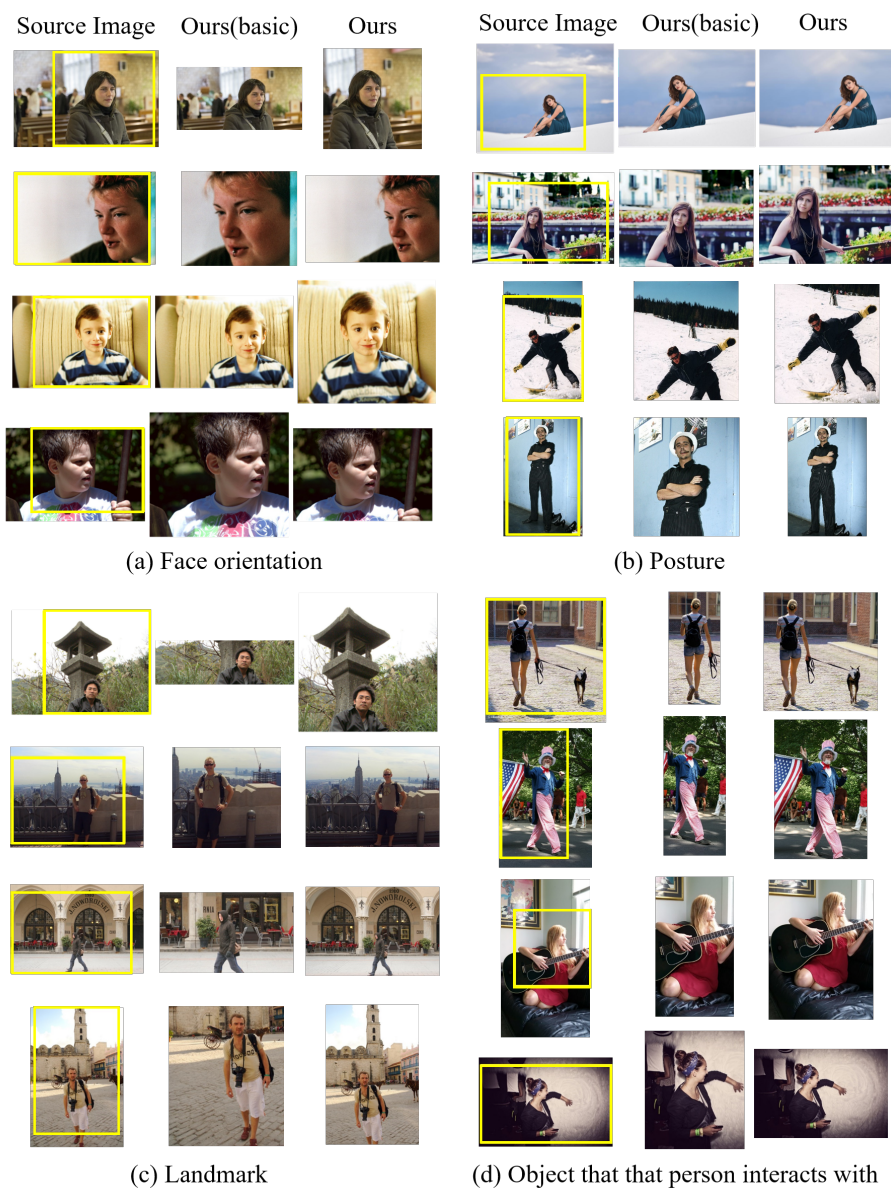 Source Image Ours(basic) Ours
Source Image Ours(basic) Ours
(a) Face orientation
(b) Posture
JNOWOROLSKI
(c) Landmark
(d) Object that that person interacts with